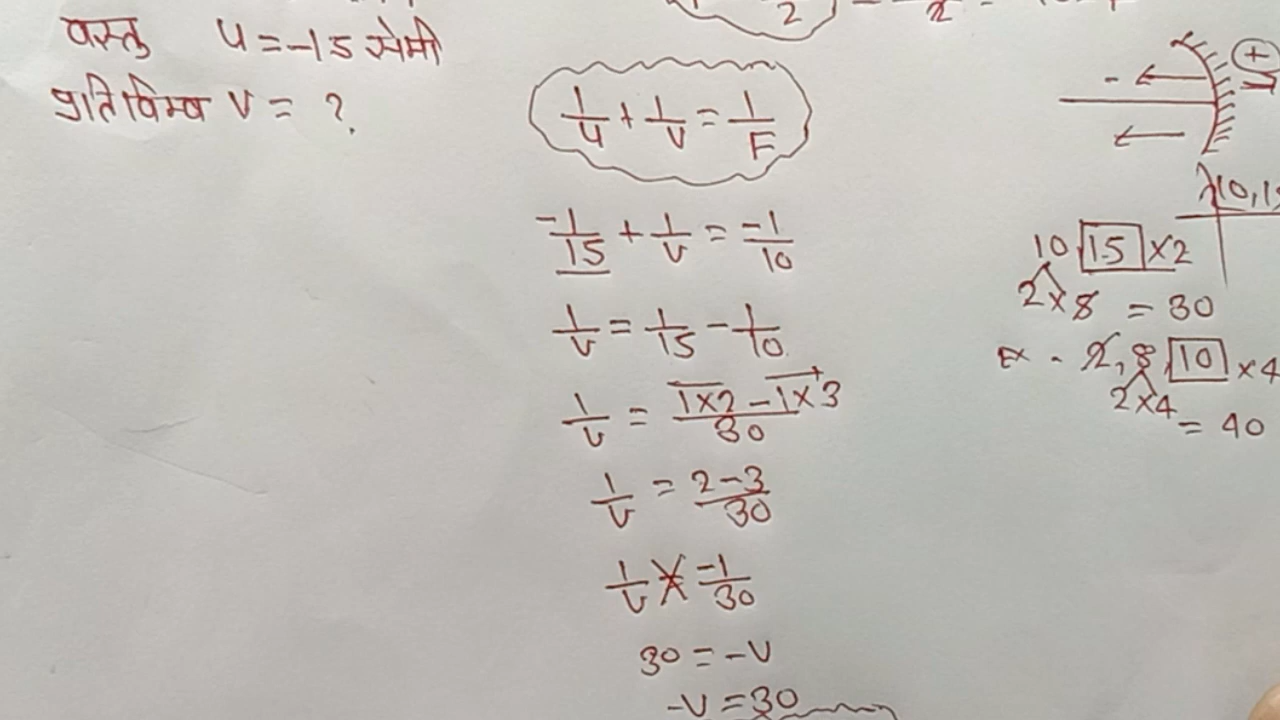 वस्तु u = -15 सेमी
प्रतिबिम्ब v = ?
1/u + 1/v = 1/F
-1/15 + 1/v = -1/10
1/v = 1/15 - 1/10
1/v = 1×2 - 1×3/30
1/v = 2-3/30
1/v = -1/30
30 = -v
-v = 30
2
2
-
+
10, 15 × 2
2×8 = 30
Ex - 2, 8, 10 × 4
2×4
= 40